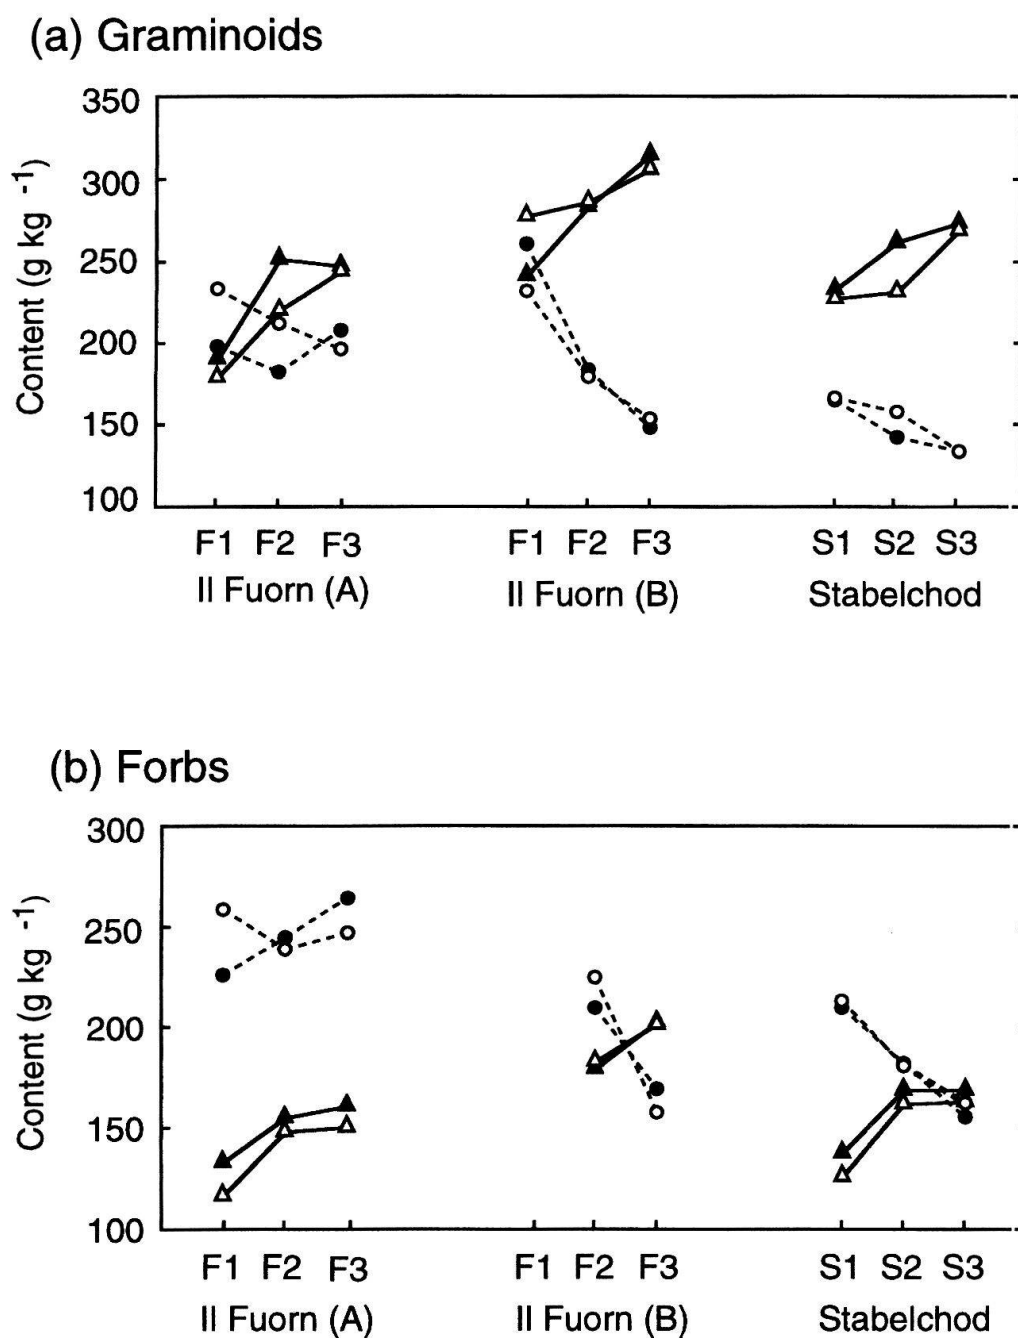 (a) Graminoids
350
300
250
200
150
100
Content (g kg -1)
F1 F2 F3 F1 F2 F3 S1 S2 S3
Il Fuorn (A) Il Fuorn (B) Stabelchod
(b) Forbs
300
250
200
150
100
Content (g kg -1)
F1 F2 F3 F1 F2 F3 S1 S2 S3
Il Fuorn (A) Il Fuorn (B) Stabelchod